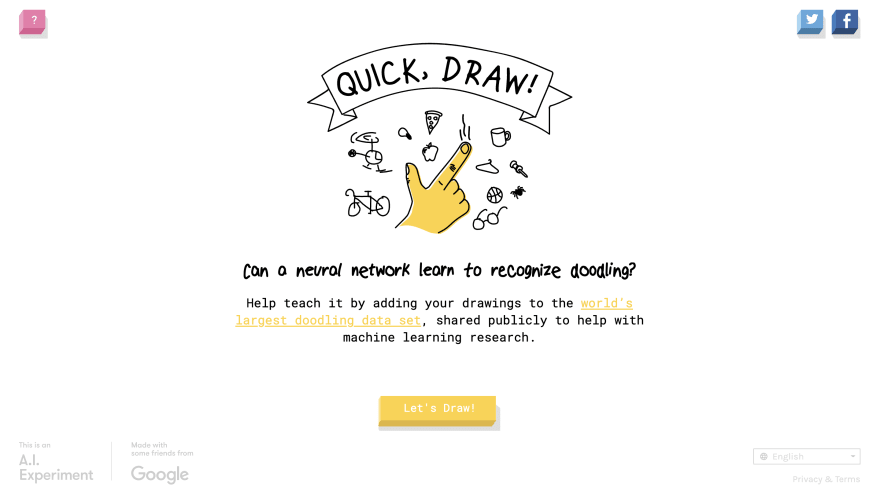 ?
QUICK, DRAW!
Can a neural network learn to recognize doodling?
Help teach it by adding your drawings to the world's
largest doodling data set, shared publicly to help with
machine learning research.
Let's Draw!
This is an
A.I.
Experiment
Made with
some friends from
Google
English
Privacy & Terms